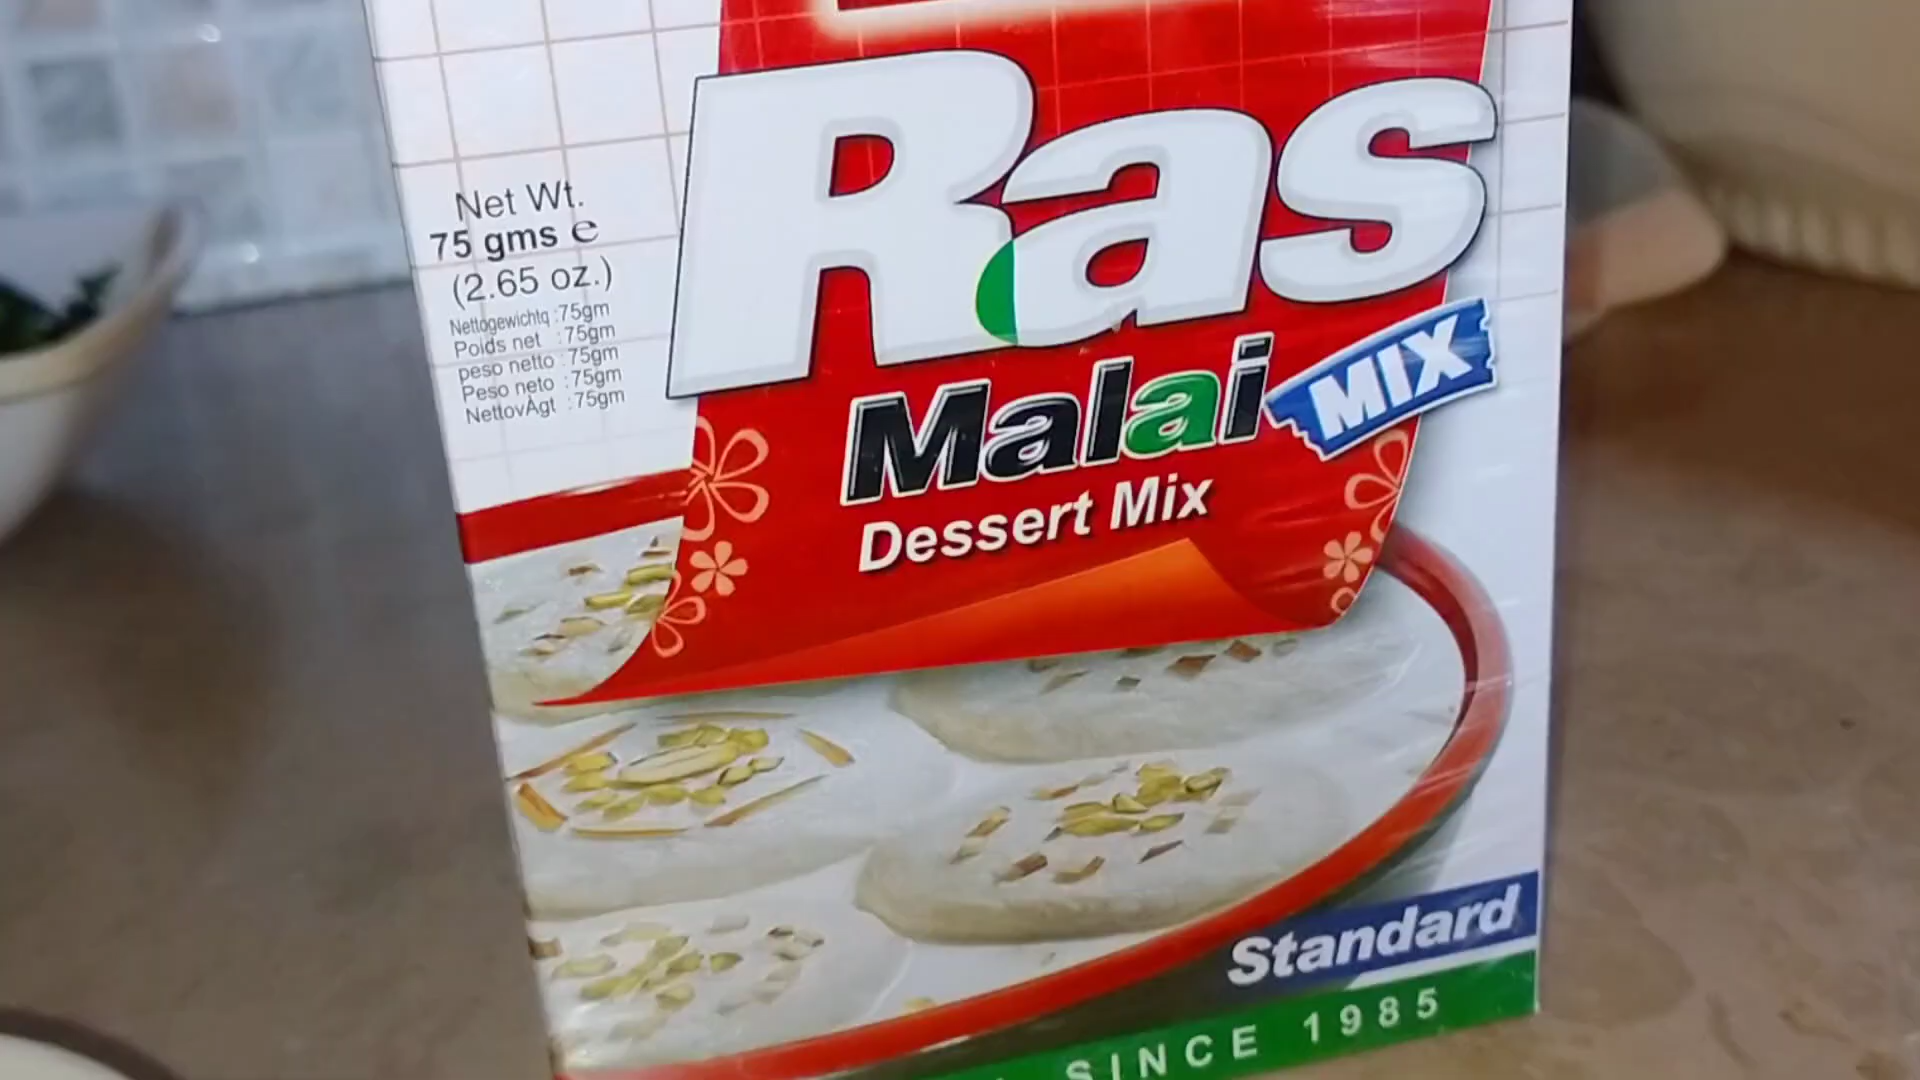 Ras
Malai MIX
Dessert Mix
Net Wt.
75 gms e
(2.65 oz.)
Nettogewichtq :75gm
Poids net :75gm
peso netto :75gm
Peso neto :75gm
NettovÅgt :75gm
Standard
SINCE 1985